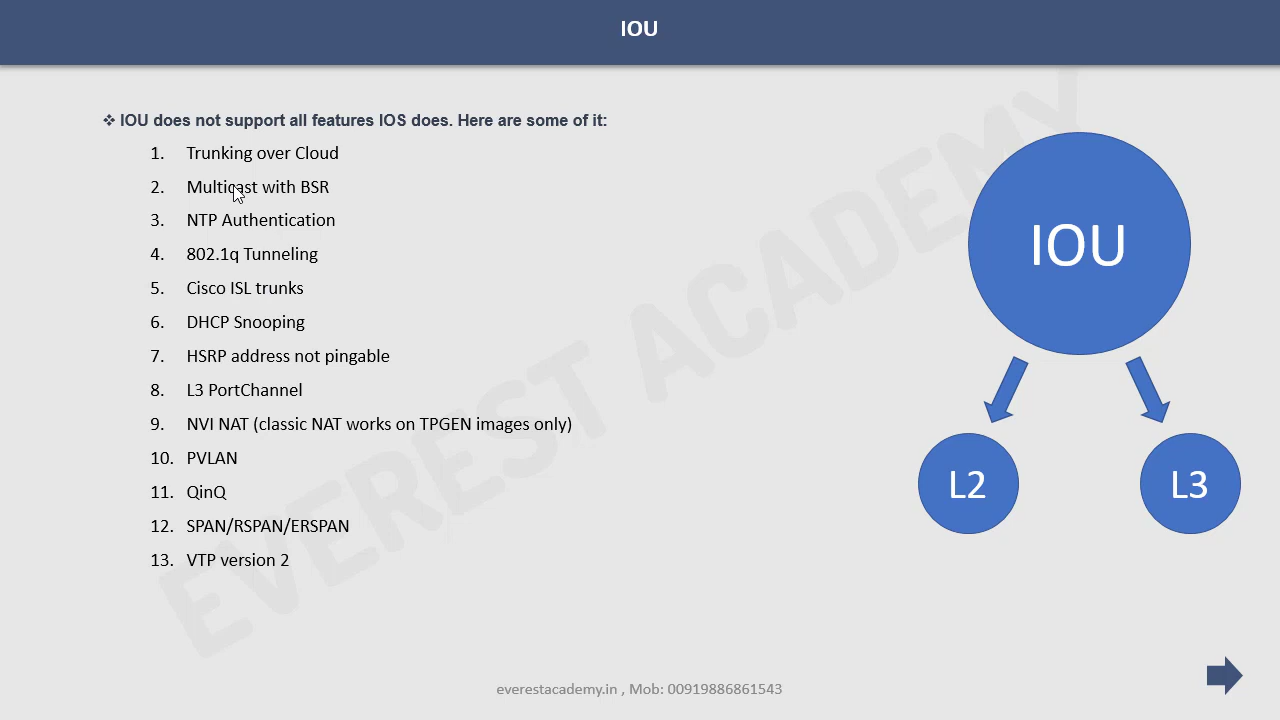 IOU
❖ IOU does not support all features IOS does. Here are some of it:
1. Trunking over Cloud
2. Multicast with BSR
3. NTP Authentication
4. 802.1q Tunneling
5. Cisco ISL trunks
6. DHCP Snooping
7. HSRP address not pingable
8. L3 PortChannel
9. NVI NAT (classic NAT works on TPGEN images only)
10. PVLAN
11. QinQ
12. SPAN/RSPAN/ERSPAN
13. VTP version 2
IOU
L2
L3
EVEREST ACADEMY
everestacademy.in , Mob: 00919886861543